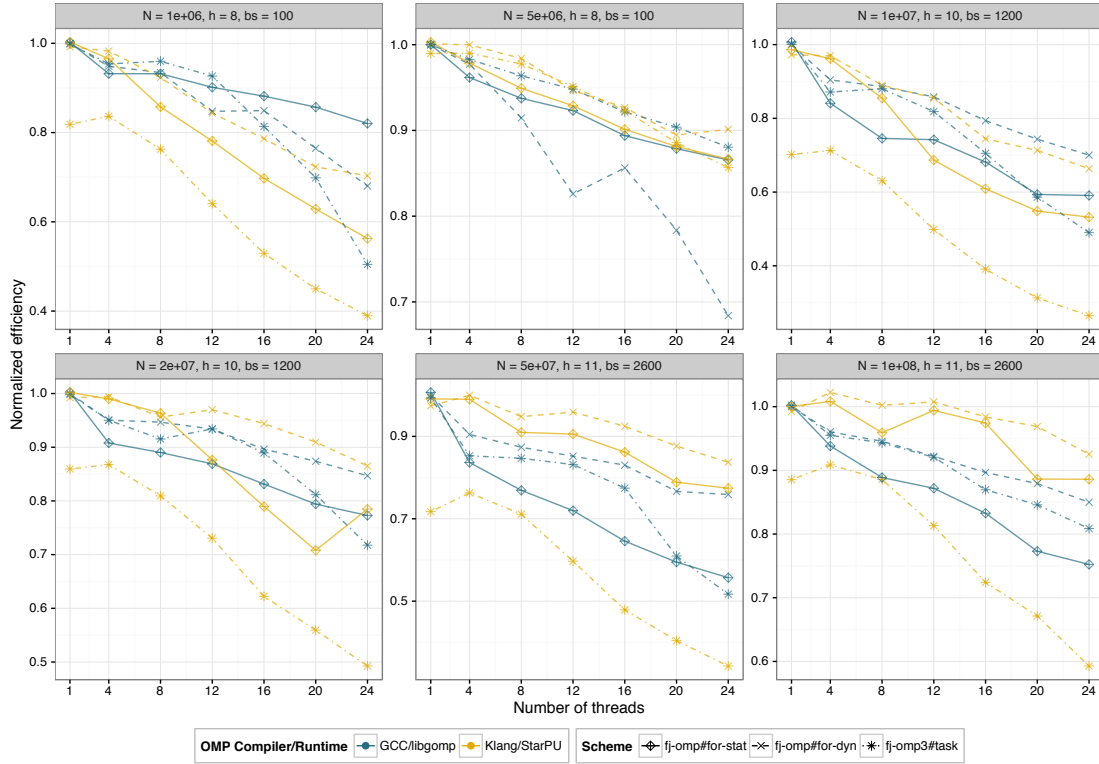 N = 1e+06, h = 8, bs = 100
N = 5e+06, h = 8, bs = 100
N = 1e+07, h = 10, bs = 1200
1.0
0.8
0.6
0.4
1.0
0.9
0.8
0.7
1.0
0.8
0.6
0.4
1 4 8 12 16 20 24
1 4 8 12 16 20 24
1 4 8 12 16 20 24
Normalized efficiency
N = 2e+07, h = 10, bs = 1200
N = 5e+07, h = 11, bs = 2600
N = 1e+08, h = 11, bs = 2600
1.0
0.9
0.8
0.7
0.6
0.5
0.9
0.7
0.5
1.0
0.9
0.8
0.7
0.6
1 4 8 12 16 20 24
1 4 8 12 16 20 24
1 4 8 12 16 20 24
Number of threads
OMP Compiler/Runtime GCC/libgomp Klang/StarPU
Scheme fj-omp#for-stat fj-omp#for-dyn fj-omp3#task